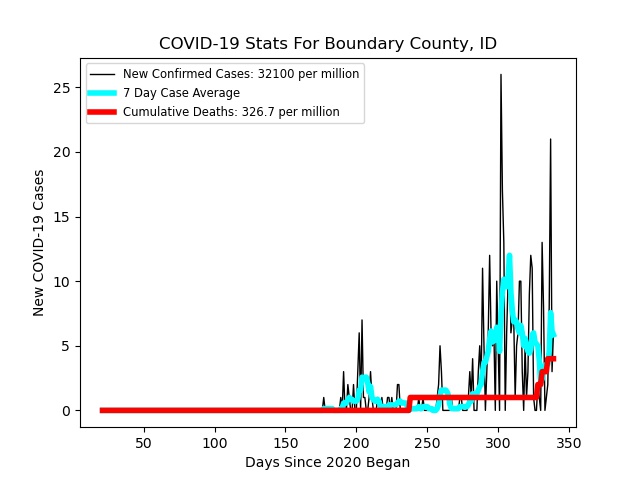 COVID-19 Stats For Boundary County, ID
New Confirmed Cases: 32100 per million
7 Day Case Average
Cumulative Deaths: 326.7 per million
New COVID-19 Cases
25
20
15
10
5
0
50
100
150
200
250
300
350
Days Since 2020 Began